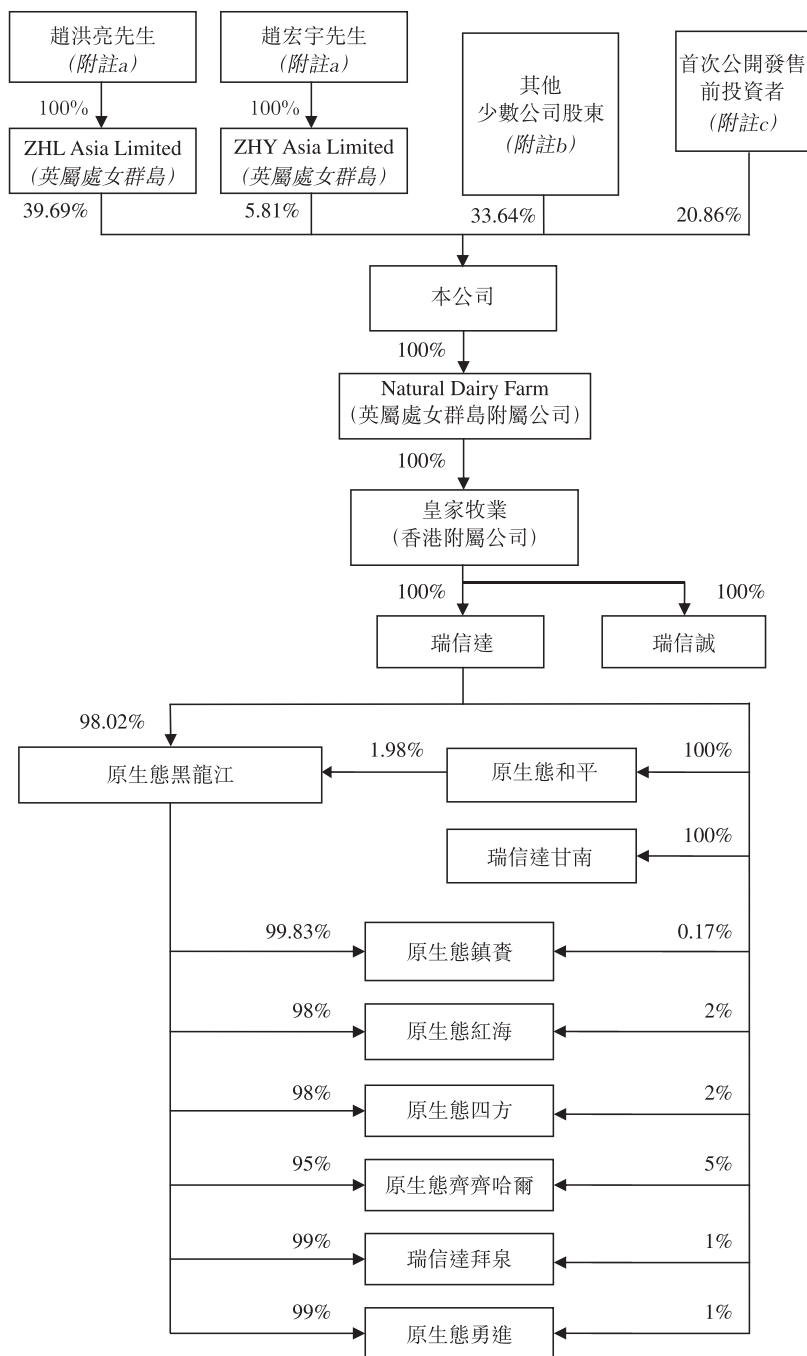 趙洪亮先生
(附註a)
趙宏宇先生
(附註a)
其他
少數公司股東
(附註b)
首次公開發售
前投資者
(附註c)
100%
100%
ZHL Asia Limited
(英屬處女群島)
ZHY Asia Limited
(英屬處女群島)
39.69%
5.81%
33.64%
20.86%
本公司
100%
Natural Dairy Farm
(英屬處女群島附屬公司)
100%
皇家牧業
(香港附屬公司)
100%
100%
瑞信達
瑞信誠
98.02%
原生態黑龍江
1.98%
原生態和平
100%
瑞信達甘南
100%
99.83%
原生態鎮賚
0.17%
98%
原生態紅海
2%
98%
原生態四方
2%
95%
原生態齊齊哈爾
5%
99%
瑞信達拜泉
1%
99%
原生態勇進
1%